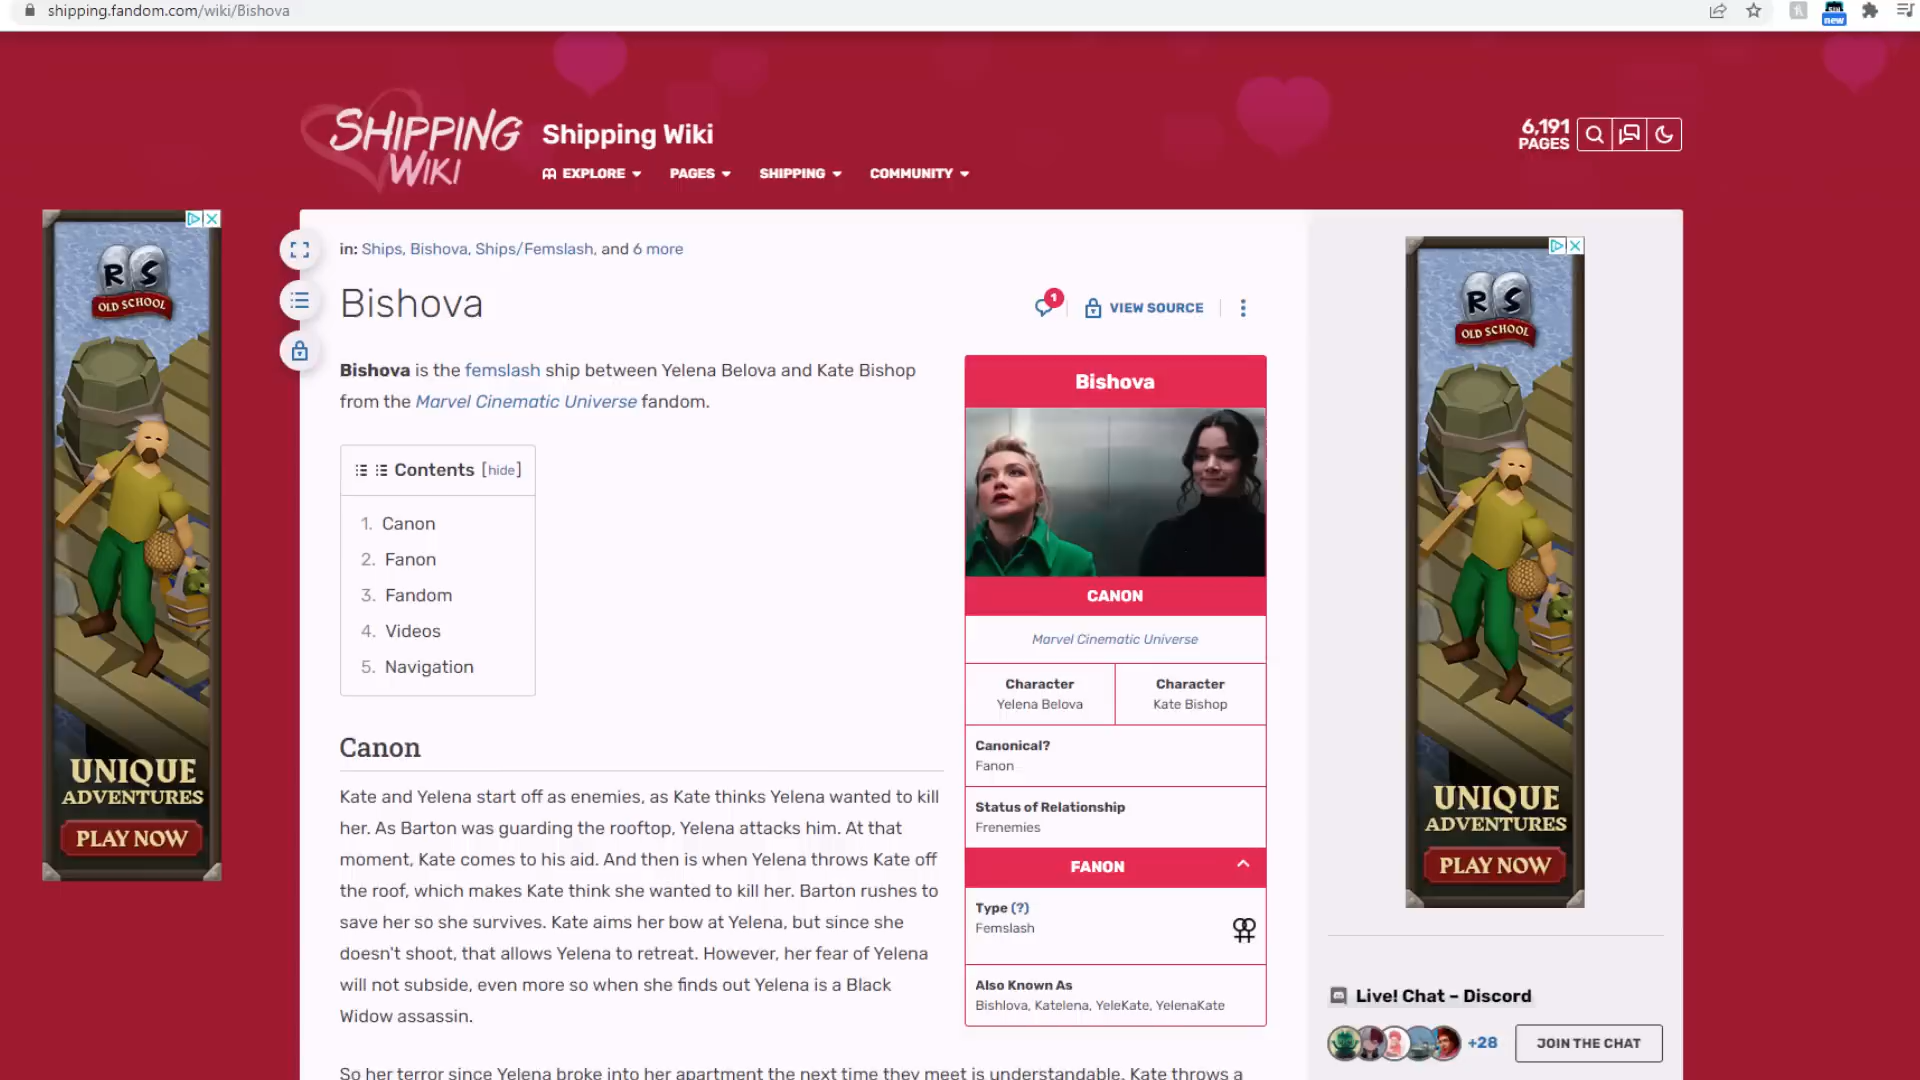 shipping.fandom.com/wiki/Bishova
new
SHIPPING
WIKI
Shipping Wiki
EXPLORE
PAGES
SHIPPING
COMMUNITY
6,191
PAGES
in: Ships, Bishova, Ships/Femslash, and 6 more
Bishova
1
VIEW SOURCE
Bishova is the femslash ship between Yelena Belova and Kate Bishop
from the Marvel Cinematic Universe fandom.
Contents [hide]
1. Canon
2. Fanon
3. Fandom
4. Videos
5. Navigation
Canon
Kate and Yelena start off as enemies, as Kate thinks Yelena wanted to kill
her. As Barton was guarding the rooftop, Yelena attacks him. At that
moment, Kate comes to his aid. And then is when Yelena throws Kate off
the roof, which makes Kate think she wanted to kill her. Barton rushes to
save her so she survives. Kate aims her bow at Yelena, but since she
doesn't shoot, that allows Yelena to retreat. However, her fear of Yelena
will not subside, even more so when she finds out Yelena is a Black
Widow assassin.
So her terror since Yelena broke into her apartment the next time they meet is understandable. Kate throws a
Bishova
CANON
Marvel Cinematic Universe
Character
Yelena Belova
Character
Kate Bishop
Canonical?
Fanon
Status of Relationship
Frenemies
FANON
Type (?)
Femslash
Also Known As
Bishlova, Katelena, YeleKate, YelenaKate
RS
OLD SCHOOL
UNIQUE
ADVENTURES
PLAY NOW
RS
OLD SCHOOL
UNIQUE
ADVENTURES
PLAY NOW
Live! Chat – Discord
+28
JOIN THE CHAT